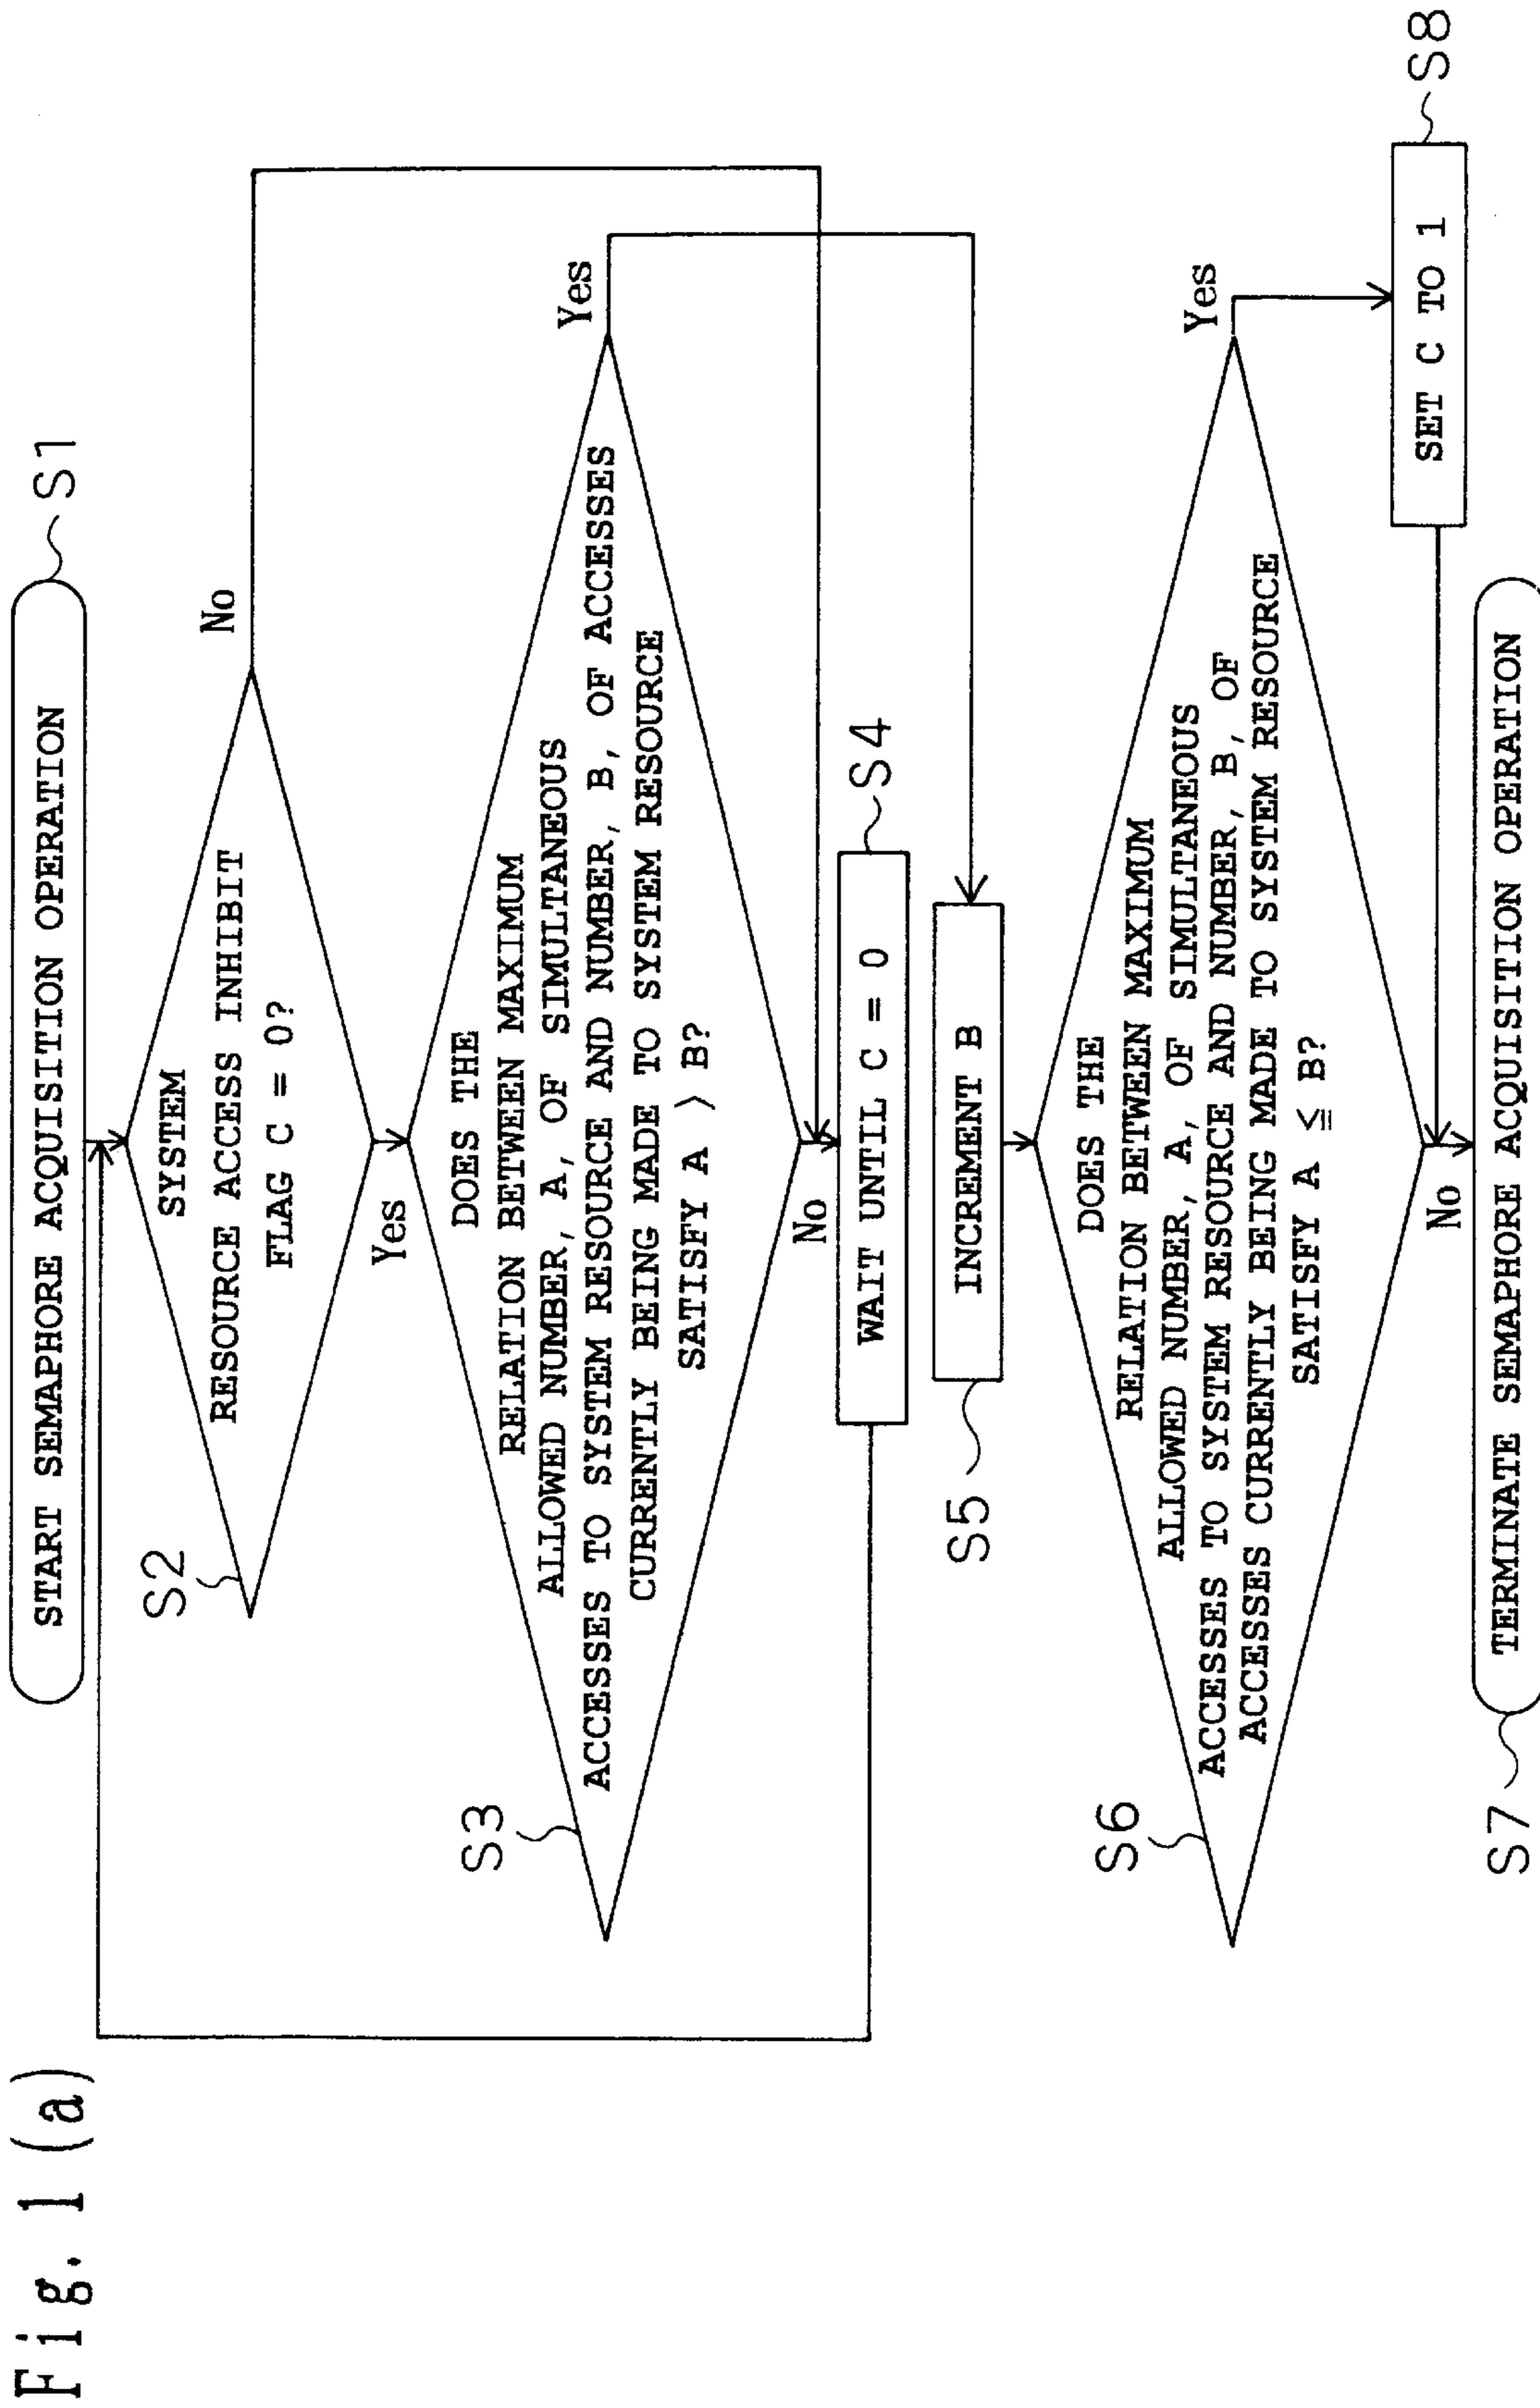 Fig. 1 (a)
START SEMAPHORE ACQUISITION OPERATION
S1
S2
SYSTEM
RESOURCE ACCESS INHIBIT
FLAG C = 0?
No
Yes
S3
DOES THE
RELATION BETWEEN MAXIMUM
ALLOWED NUMBER, A, OF SIMULTANEOUS
ACCESSES TO SYSTEM RESOURCE AND NUMBER, B, OF ACCESSES
CURRENTLY BEING MADE TO SYSTEM RESOURCE
SATISFY A > B?
Yes
No
WAIT UNTIL C = 0
S4
S5
INCREMENT B
S6
DOES THE
RELATION BETWEEN MAXIMUM
ALLOWED NUMBER, A, OF SIMULTANEOUS
ACCESSES TO SYSTEM RESOURCE AND NUMBER, B, OF
ACCESSES CURRENTLY BEING MADE TO SYSTEM RESOURCE
SATISFY A ≦ B?
Yes
No
SET C TO 1
S8
S7
TERMINATE SEMAPHORE ACQUISITION OPERATION